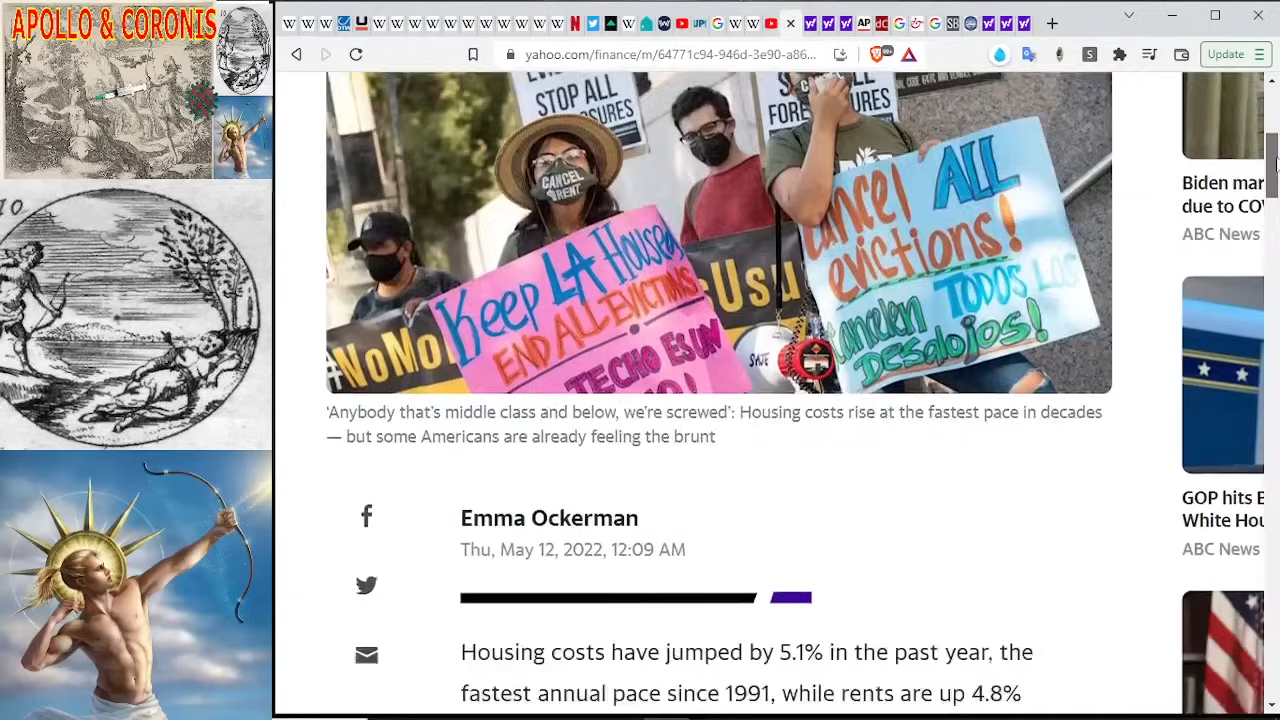 APOLLO & CORONIS
10
yahoo.com/finance/m/64771c94-946d-3e90-a86...
Update
STOP ALL
CANCEL
RENT
Keep LA Housed
END ALL EVICTIONS
TECHO ES UN
#NoMo
cancel ALL
evictions!
Cancelen TODOS LOS
DESalojos!
'Anybody that's middle class and below, we're screwed': Housing costs rise at the fastest pace in decades
— but some Americans are already feeling the brunt
Emma Ockerman
Thu, May 12, 2022, 12:09 AM
Housing costs have jumped by 5.1% in the past year, the
fastest annual pace since 1991, while rents are up 4.8%
Biden mar
due to CO
ABC News
GOP hits
White Hou
ABC News